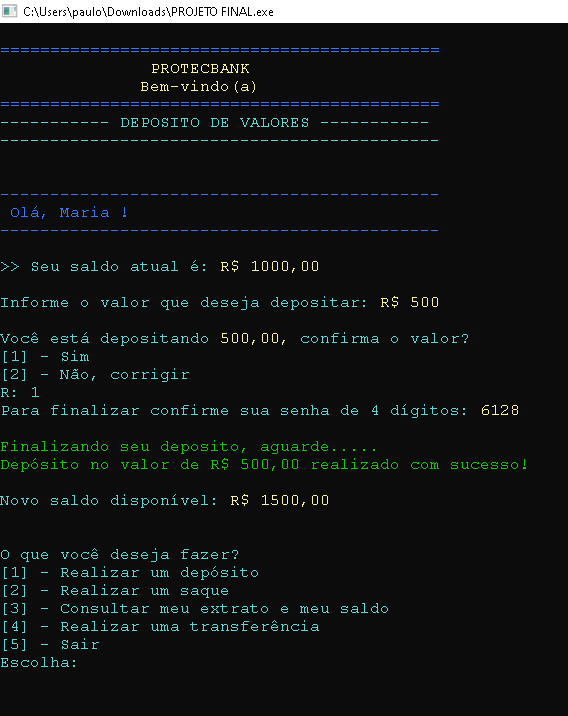 C:\Users\paulo\Downloads\PROJETO FINAL.exe
============================================
PROTECBANK
Bem-vindo(a)
============================================
----------- DEPOSITO DE VALORES -----------
--------------------------------------------
--------------------------------------------
Olá, Maria !
--------------------------------------------
>> Seu saldo atual é: R$ 1000,00
Informe o valor que deseja depositar: R$ 500
Você está depositando 500,00, confirma o valor?
[1] - Sim
[2] - Não, corrigir
R: 1
Para finalizar confirme sua senha de 4 dígitos: 6128
Finalizando seu deposito, aguarde.....
Depósito no valor de R$ 500,00 realizado com sucesso!
Novo saldo disponível: R$ 1500,00
O que você deseja fazer?
[1] - Realizar um depósito
[2] - Realizar um saque
[3] - Consultar meu extrato e meu saldo
[4] - Realizar uma transferência
[5] - Sair
Escolha: